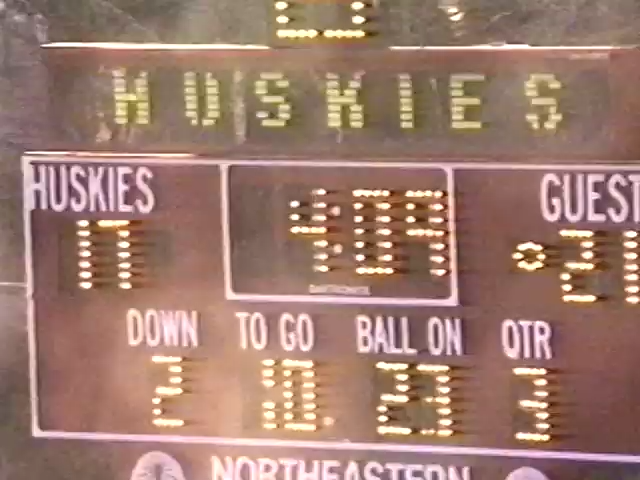 HUSKIES
HUSKIES 4:09 GUEST
17 21
DOWN TO GO BALL ON QTR
2 10 23 3
NORTHEASTERN